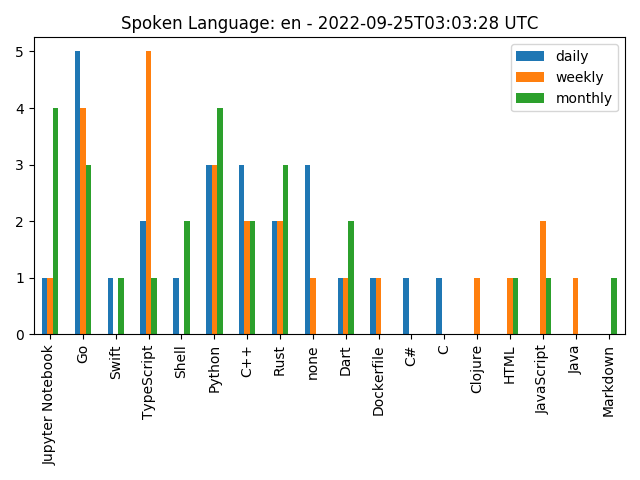 Spoken Language: en - 2022-09-25T03:03:28 UTC
daily
weekly
monthly
5
4
3
2
1
0
Jupyter Notebook
Go
Swift
TypeScript
Shell
Python
C++
Rust
none
Dart
Dockerfile
C#
C
Clojure
HTML
JavaScript
Java
Markdown